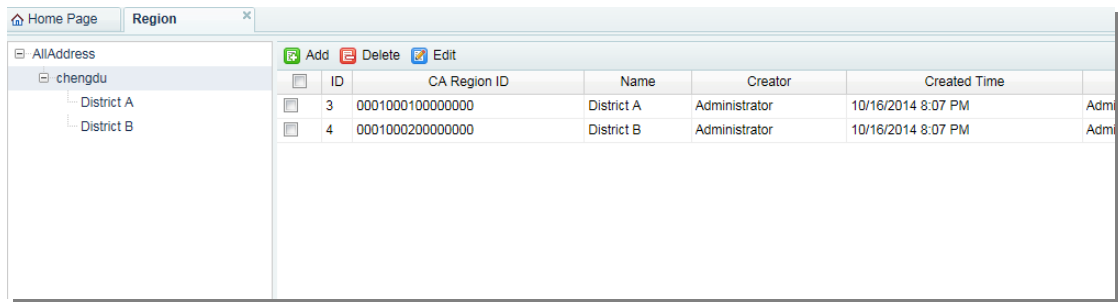 Home Page Region
AllAddress
chengdu
District A
District B
Add Delete Edit
ID CA Region ID Name Creator Created Time
3 0001000100000000 District A Administrator 10/16/2014 8:07 PM Admi
4 0001000200000000 District B Administrator 10/16/2014 8:07 PM Admi